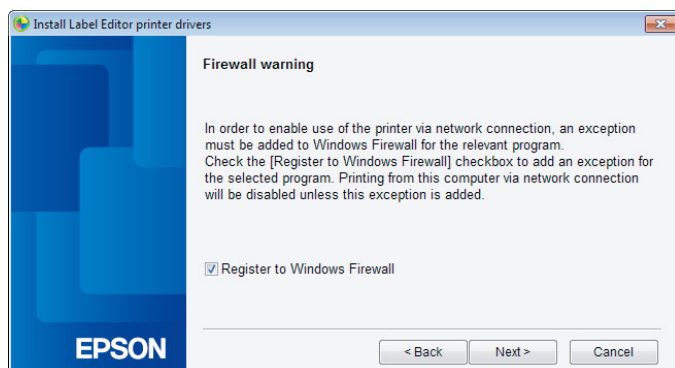 Install Label Editor printer drivers
Firewall warning
In order to enable use of the printer via network connection, an exception
must be added to Windows Firewall for the relevant program.
Check the [Register to Windows Firewall] checkbox to add an exception for
the selected program. Printing from this computer via network connection
will be disabled unless this exception is added.
Register to Windows Firewall
EPSON
< Back Next > Cancel